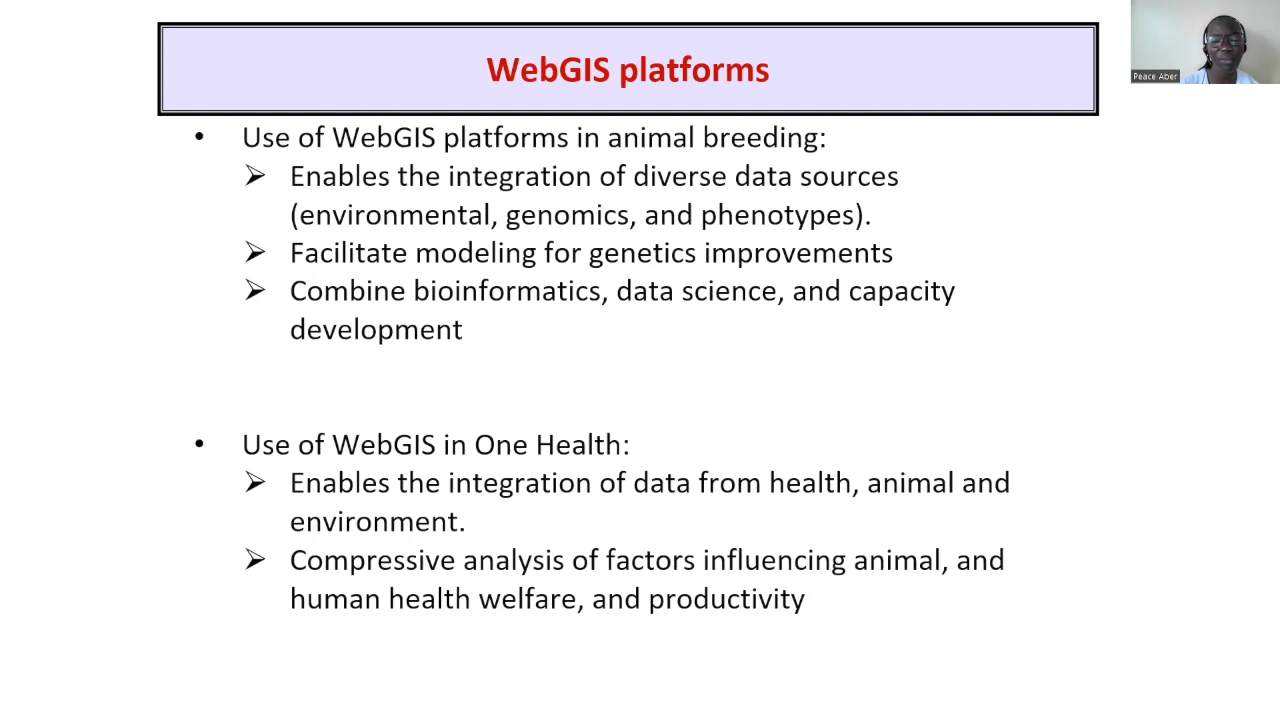 WebGIS platforms
Peace Aber
• Use of WebGIS platforms in animal breeding:
➢ Enables the integration of diverse data sources
(environmental, genomics, and phenotypes).
➢ Facilitate modeling for genetics improvements
➢ Combine bioinformatics, data science, and capacity
development
• Use of WebGIS in One Health:
➢ Enables the integration of data from health, animal and
environment.
➢ Compressive analysis of factors influencing animal, and
human health welfare, and productivity